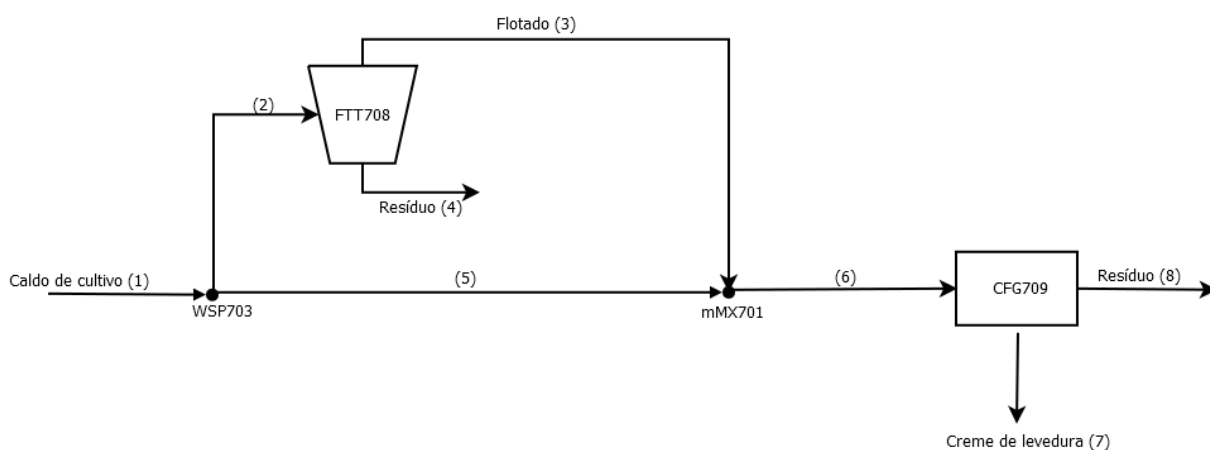 Flotado (3)
(2)
FTT708
Resíduo (4)
Caldo de cultivo (1)
WSP703
(5)
mMX701
(6)
CFG709
Resíduo (8)
Creme de levedura (7)